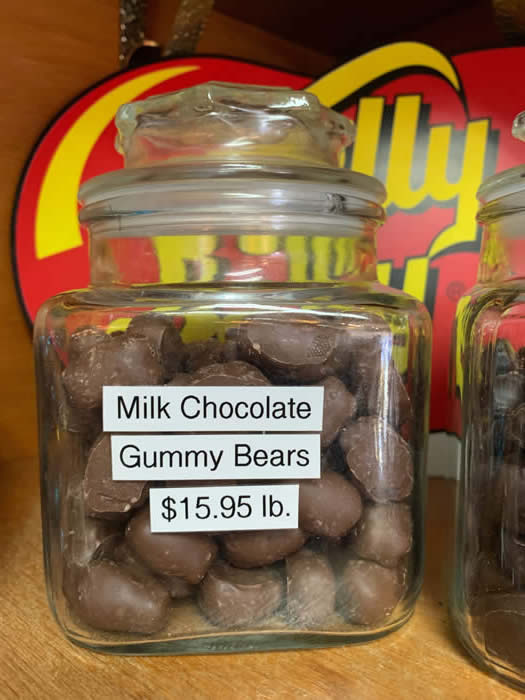 Milk Chocolate
Gummy Bears
$15.95 lb.